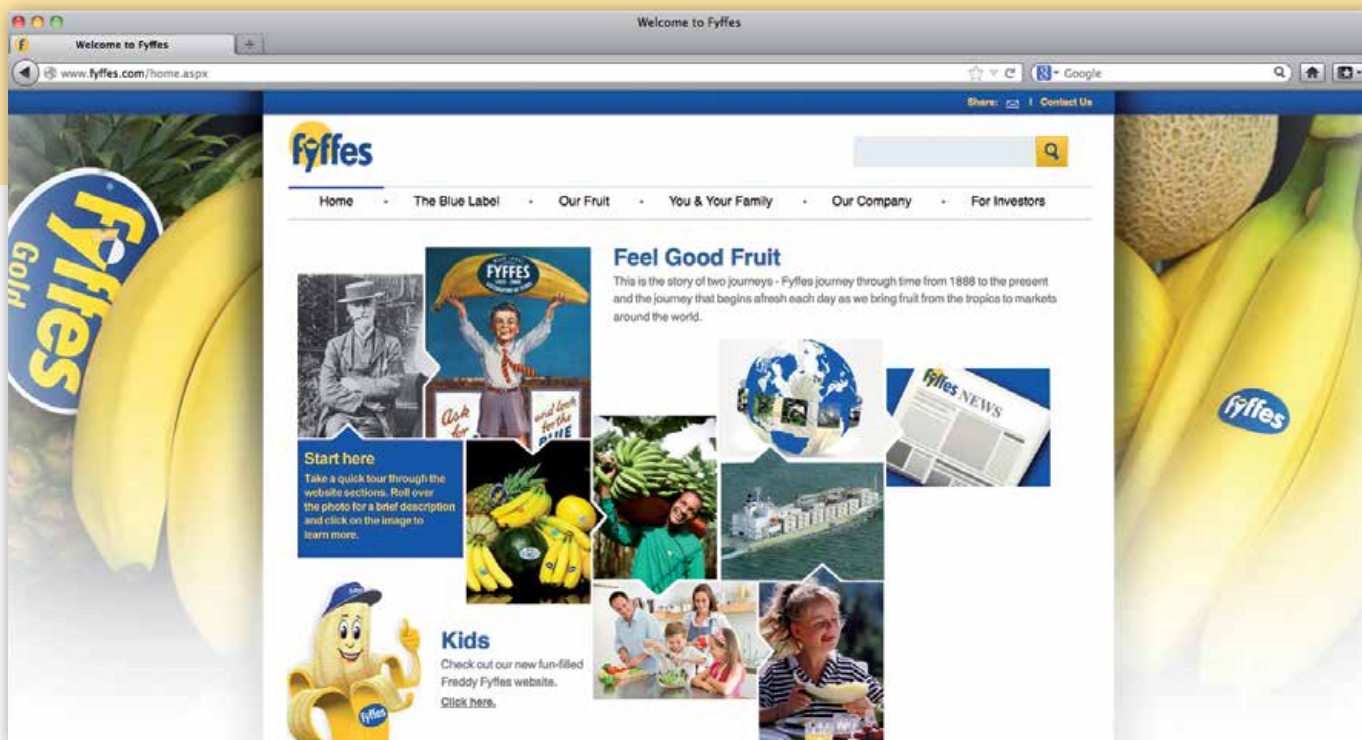 Welcome to Fyffes
Welcome to Fyffes
www.fyffes.com/home.aspx
Google
Share: | Contact Us
fyffes
Home - The Blue Label - Our Fruit - You & Your Family - Our Company - For Investors
Feel Good Fruit
This is the story of two journeys - Fyffes journey through time from 1888 to the present
and the journey that begins afresh each day as we bring fruit from the tropics to markets
around the world.
FYFFES
Ask
for
and look
for the
BLUE
fyffes NEWS
Start here
Take a quick tour through the
website sections. Roll over
the photo for a brief description
and click on the image to
learn more.
Kids
Check out our new fun-filled
Freddy Fyffes website.
Click here.
fyffes
fyffes
Gold
fyffes